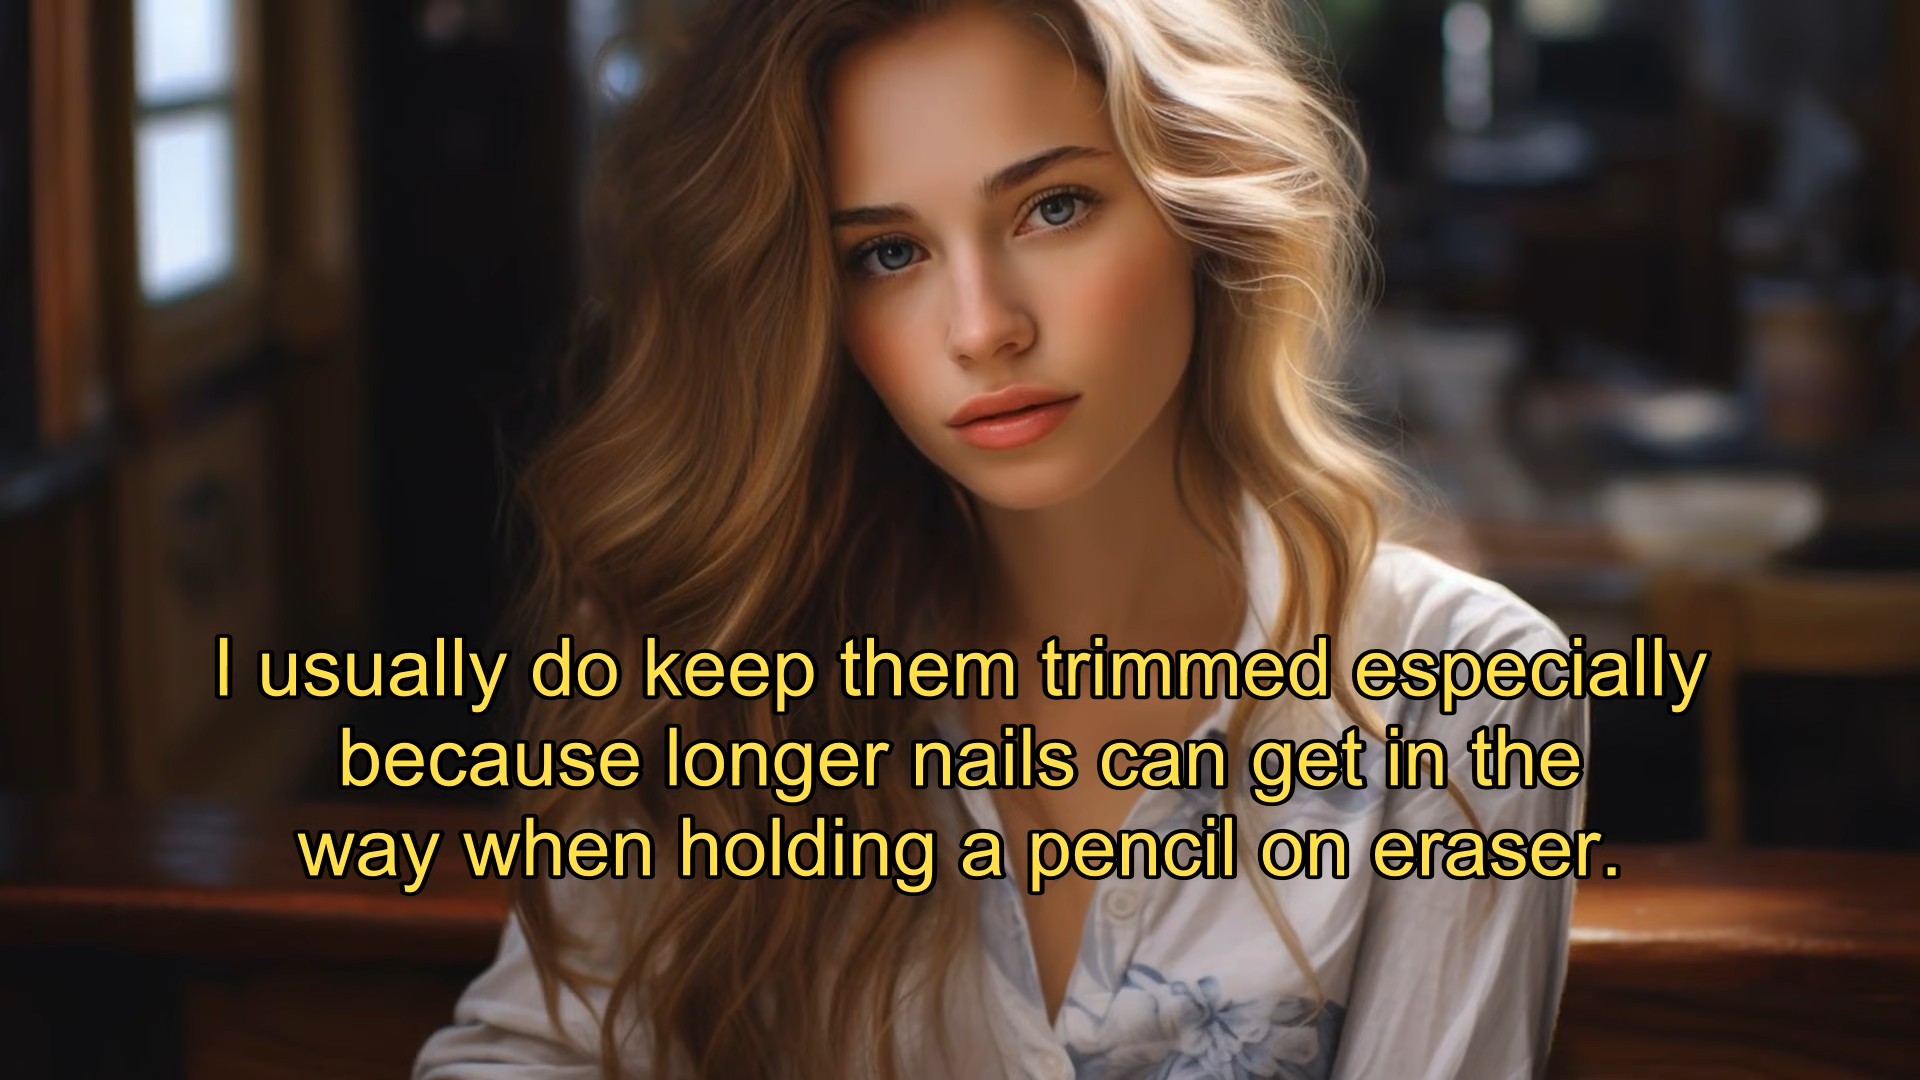 I usually do keep them trimmed especially
because longer nails can get in the
way when holding a pencil on eraser.